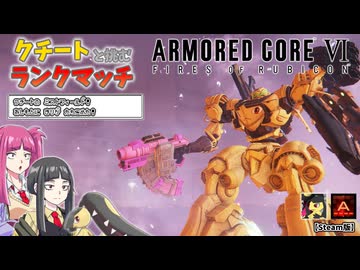 クチートと挑む
ランクマッチ
ARMORED CORE VI
FIRES OF RUBICON
A
【Steam版】